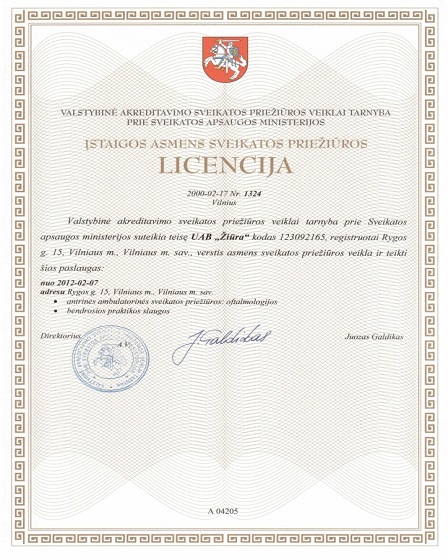 VALSTYBINĖ AKREDITAVIMO SVEIKATOS PRIEŽIŪROS VEIKLAI TARNYBA
PRIE SVEIKATOS APSAUGOS MINISTERIJOS
ĮSTAIGOS ASMENS SVEIKATOS PRIEŽIŪROS
LICENCIJA
2000-02-17 Nr. 1324
Vilnius
Valstybinė akreditavimo sveikatos priežiūros veiklai tarnyba prie Sveikatos
apsaugos ministerijos suteikia teisę UAB „Žiūra“ kodas 123092165, registruotai Rygos
g. 15, Vilniaus m., Vilniaus m. sav., verstis asmens sveikatos priežiūros veikla ir teikti
šias paslaugas:
nuo 2012-02-07
adresu Rygos g. 15, Vilniaus m., Vilniaus m. sav.
• antrinės ambulatorinės sveikatos priežiūros: oftalmologijos
• bendrosios praktikos slaugos
Direktorius
A.V.
J. Galdikas
Juozas Galdikas
A 04205